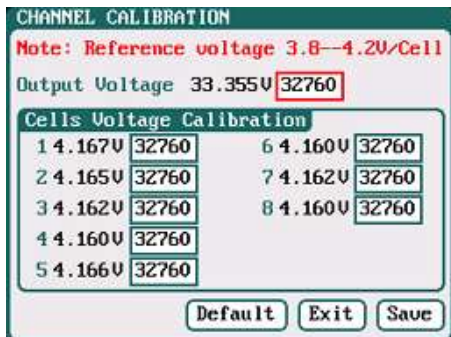 CHANNEL CALIBRATION
Note: Reference voltage 3.8--4.2V/Cell
Output Voltage 33.355V 32760
Cells Voltage Calibration
1 4.167V 32760 6 4.160V 32760
2 4.165V 32760 7 4.162V 32760
3 4.162V 32760 8 4.160V 32760
4 4.160V 32760
5 4.166V 32760
Default Exit Save